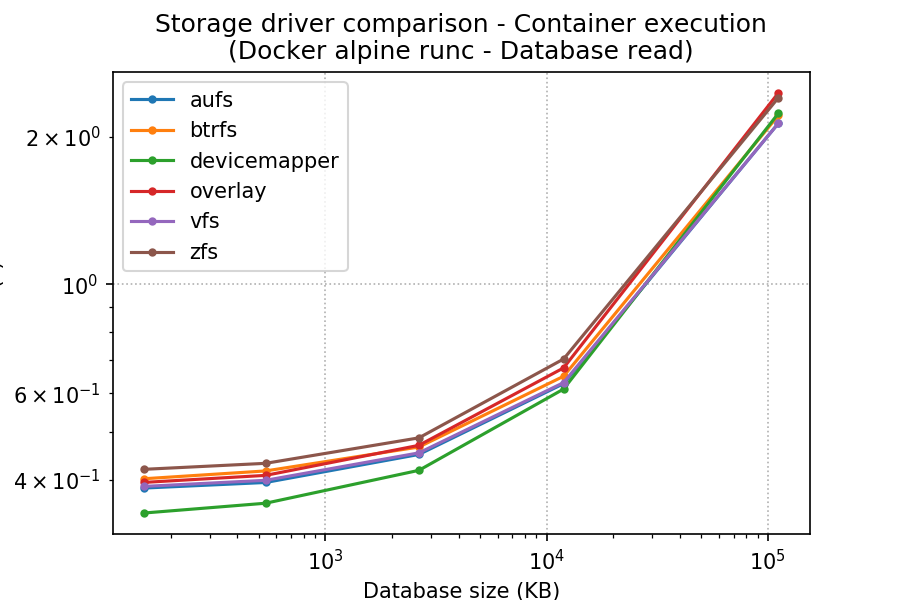 Storage driver comparison - Container execution
(Docker alpine runc - Database read)
aufs
btrfs
devicemapper
overlay
vfs
zfs
2 × 10⁰
10⁰
6 × 10⁻¹
4 × 10⁻¹
10³ 10⁴ 10⁵
Database size (KB)